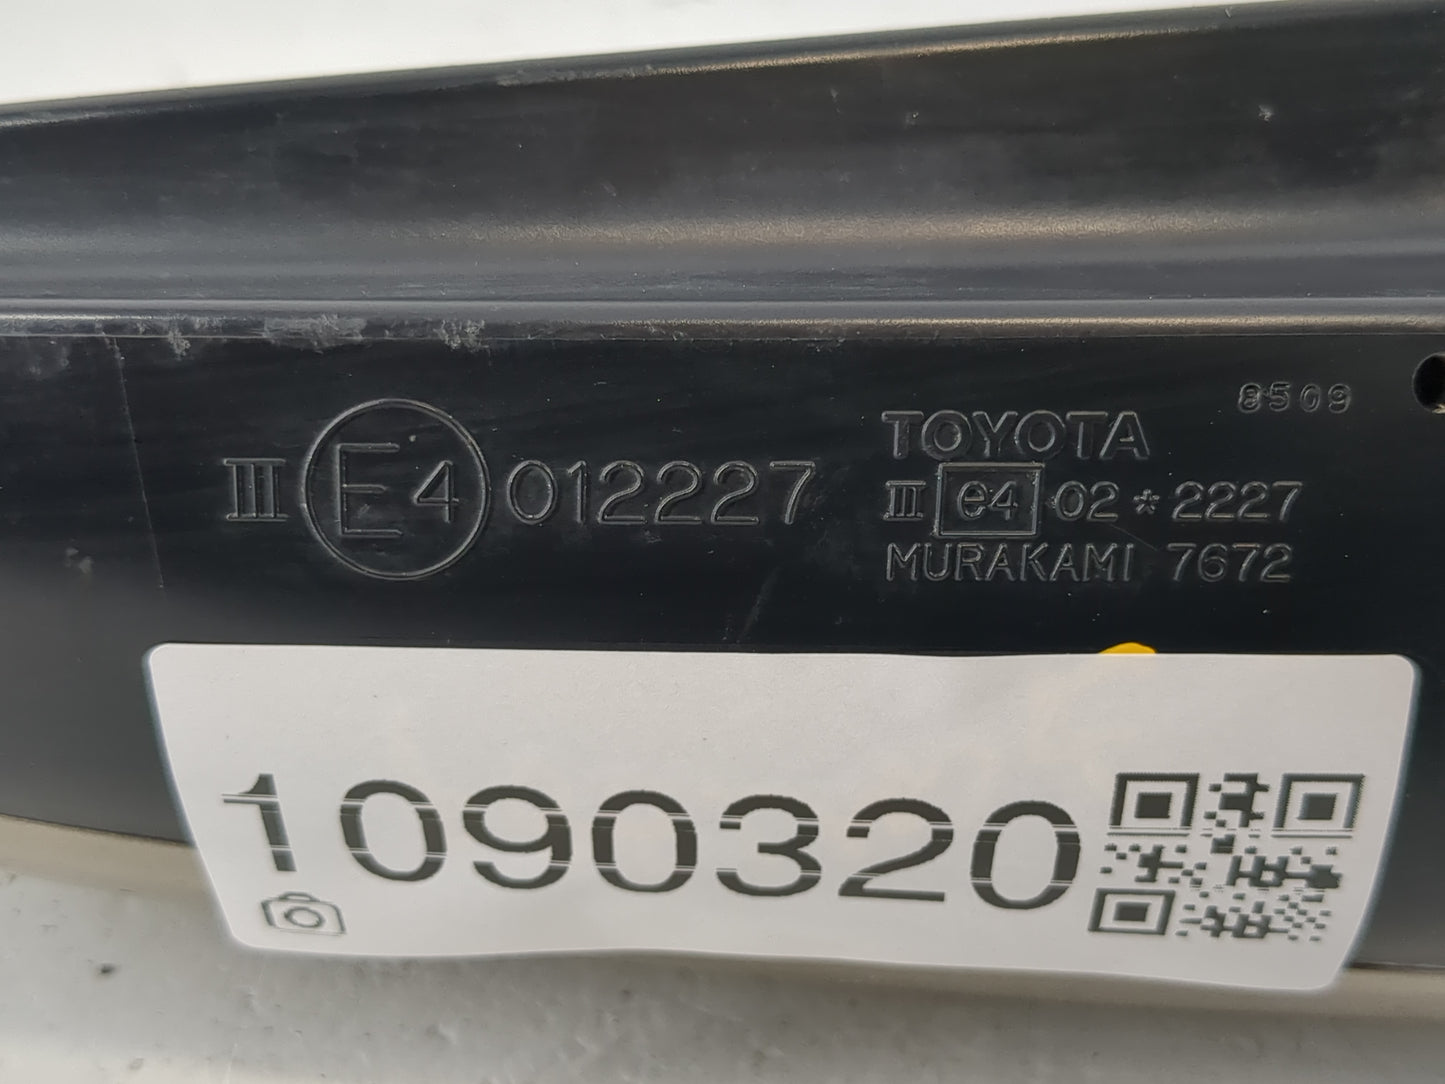 8509
III E4 012227
TOYOTA
III e4 02*2227
MURAKAMI 7672
1090320